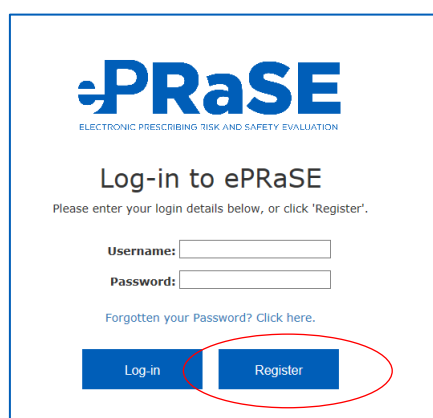 ePRaSE
ELECTRONIC PRESCRIBING RISK AND SAFETY EVALUATION
Log-in to ePRaSE
Please enter your login details below, or click 'Register'.
Username:
Password:
Forgotten your Password? Click here.
Log-in Register